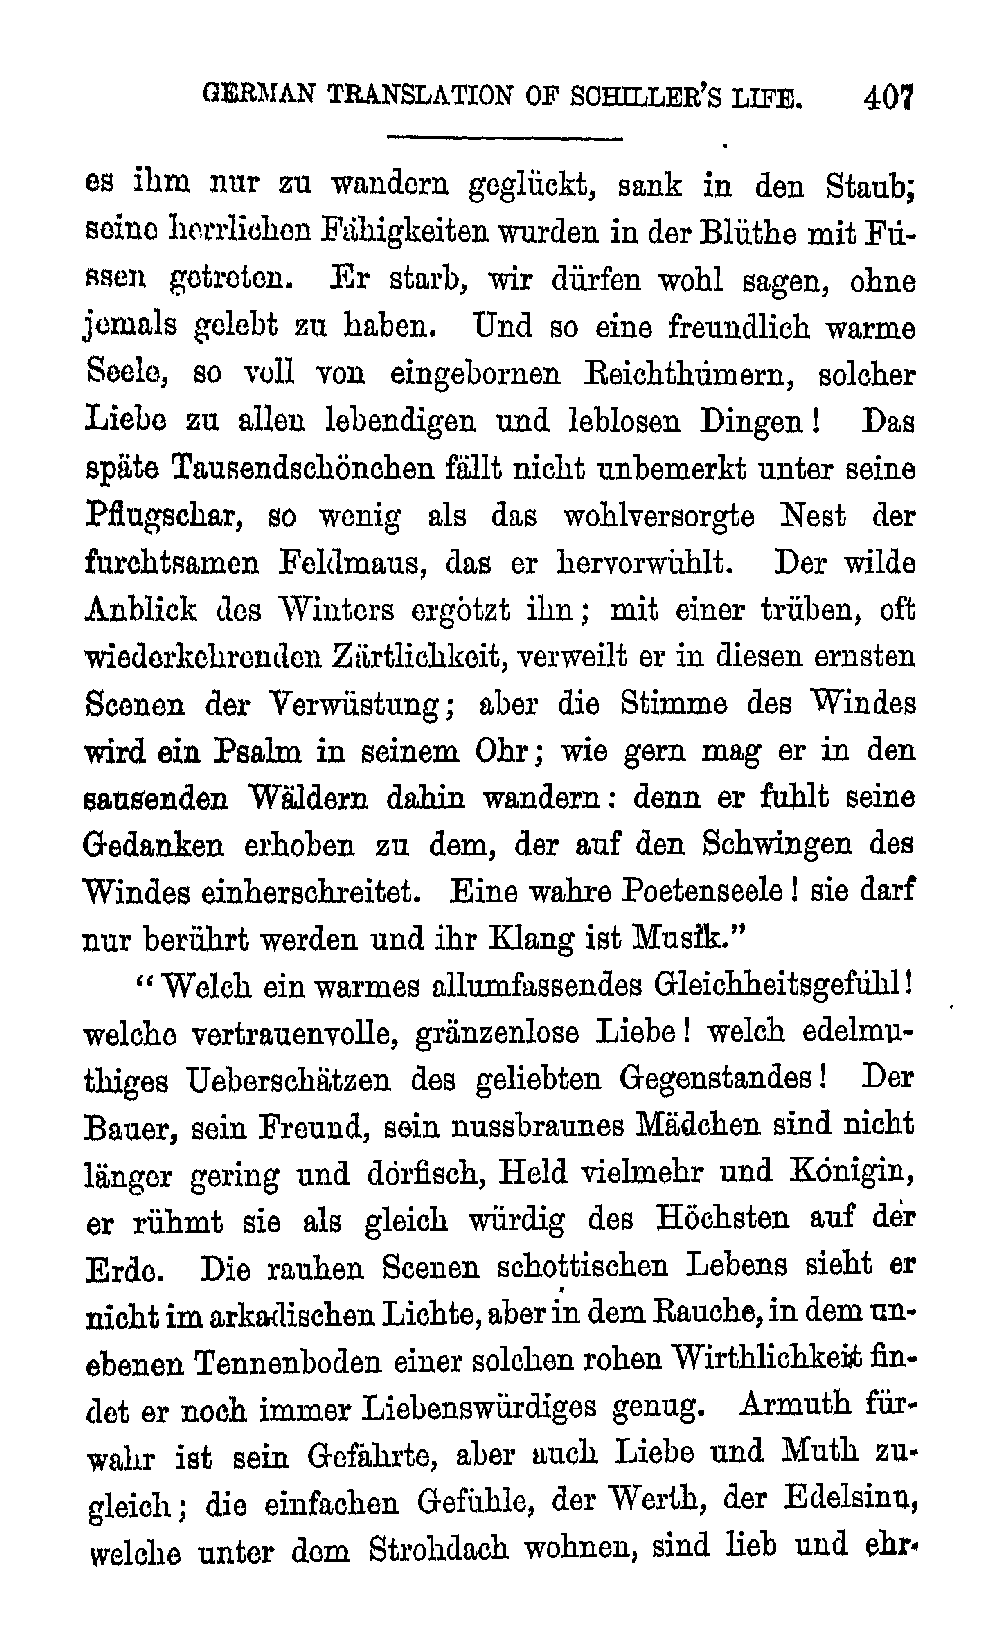 GERMAN TRANSLATION OF SCHILLER'S LIFE. 407
es ihm nur zu wandern geglückt, sank in den Staub;
seine herrlichen Fähigkeiten wurden in der Blüthe mit Fü-
ssen getreten. Er starb, wir dürfen wohl sagen, ohne
jemals gelebt zu haben. Und so eine freundlich warme
Seele, so voll von eingebornen Reichthümern, solcher
Liebe zu allen lebendigen und leblosen Dingen! Das
späte Tausendschönchen fällt nicht unbemerkt unter seine
Pflugschar, so wenig als das wohlversorgte Nest der
furchtsamen Feldmaus, das er hervorwühlt. Der wilde
Anblick des Winters ergötzt ihn; mit einer trüben, oft
wiederkehrenden Zärtlichkeit, verweilt er in diesen ernsten
Scenen der Verwüstung; aber die Stimme des Windes
wird ein Psalm in seinem Ohr; wie gern mag er in den
sausenden Wäldern dahin wandern: denn er fuhlt seine
Gedanken erhoben zu dem, der auf den Schwingen des
Windes einherschreitet. Eine wahre Poetenseele! sie darf
nur berührt werden und ihr Klang ist Musik."
"Welch ein warmes allumfassendes Gleichheitsgefühl!
welche vertrauenvolle, gränzenlose Liebe! welch edelmu-
thiges Ueberschätzen des geliebten Gegenstandes! Der
Bauer, sein Freund, sein nussbraunes Mädchen sind nicht
länger gering und dörfisch, Held vielmehr und Königin,
er rühmt sie als gleich würdig des Höchsten auf der
Erde. Die rauhen Scenen schottischen Lebens sieht er
nicht im arkadischen Lichte, aber in dem Rauche, in dem un-
ebenen Tennenboden einer solchen rohen Wirthlichkeit fin-
det er noch immer Liebenswürdiges genug. Armuth für-
wahr ist sein Gefährte, aber auch Liebe und Muth zu-
gleich; die einfachen Gefühle, der Werth, der Edelsinn,
welche unter dem Strohdach wohnen, sind lieb und ehr-